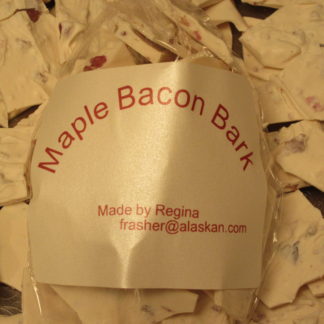 Maple Bacon Bark
Made by Regina
frasher@alaskan.com